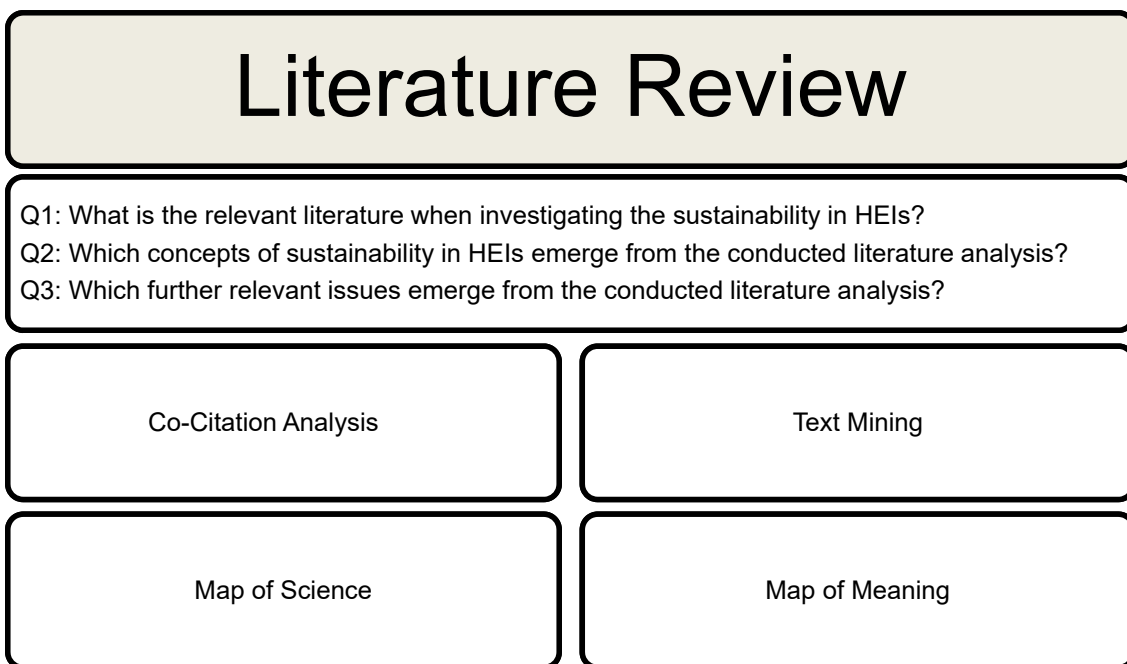 Literature Review
Q1: What is the relevant literature when investigating the sustainability in HEIs?
Q2: Which concepts of sustainability in HEIs emerge from the conducted literature analysis?
Q3: Which further relevant issues emerge from the conducted literature analysis?
Co-Citation Analysis
Text Mining
Map of Science
Map of Meaning